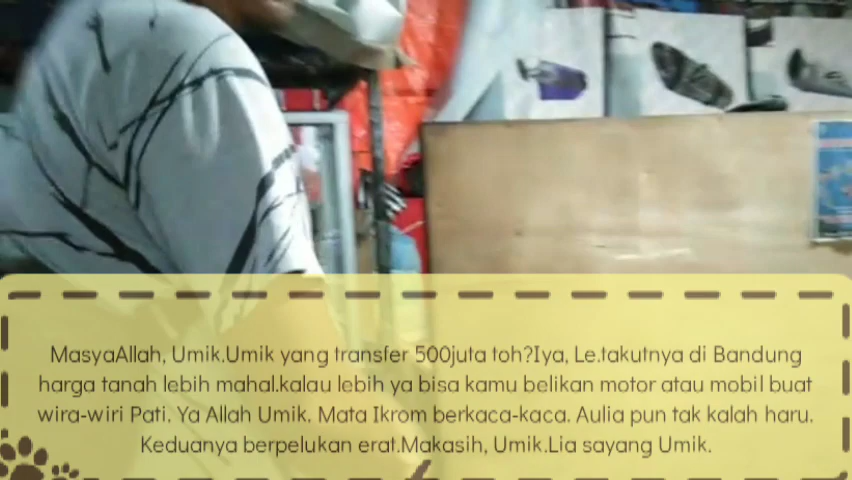 MasyaAllah, Umik.Umik yang transfer 500juta toh?Iya, Le.takutnya di Bandung
harga tanah lebih mahal.kalau lebih ya bisa kamu belikan motor atau mobil buat
wira-wiri Pati. Ya Allah Umik. Mata Ikrom berkaca-kaca. Aulia pun tak kalah haru.
Keduanya berpelukan erat.Makasih, Umik.Lia sayang Umik.